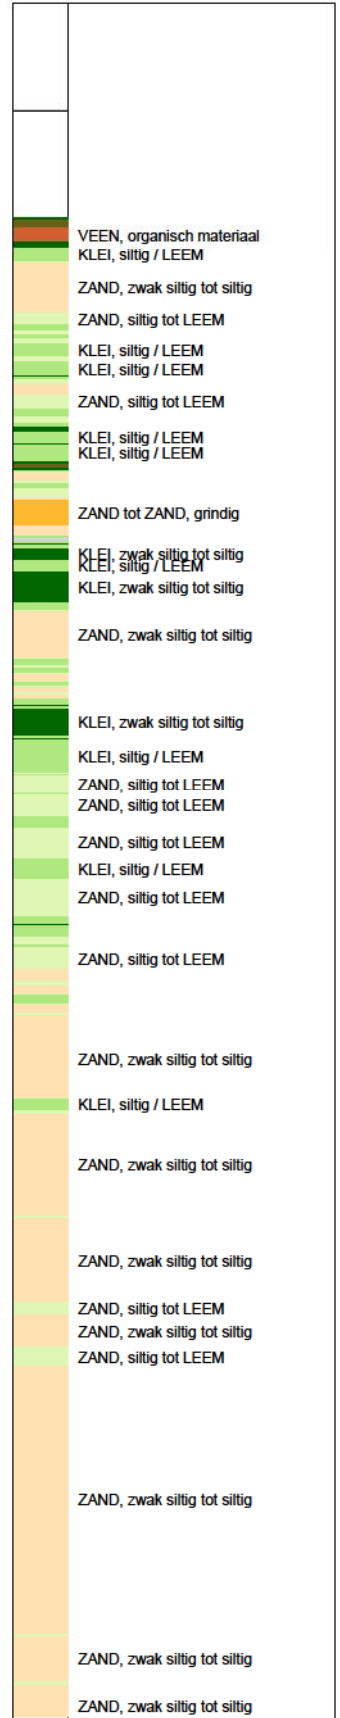 VEEN, organisch materiaal
KLEI, siltig / LEEM
ZAND, zwak siltig tot siltig
ZAND, siltig tot LEEM
KLEI, siltig / LEEM
KLEI, siltig / LEEM
ZAND, siltig tot LEEM
KLEI, siltig / LEEM
KLEI, siltig / LEEM
ZAND tot ZAND, grindig
KLEI, zwak siltig tot siltig
KLEI, siltig / LEEM
KLEI, zwak siltig tot siltig
ZAND, zwak siltig tot siltig
KLEI, zwak siltig tot siltig
KLEI, siltig / LEEM
ZAND, siltig tot LEEM
ZAND, siltig tot LEEM
ZAND, siltig tot LEEM
KLEI, siltig / LEEM
ZAND, siltig tot LEEM
ZAND, siltig tot LEEM
ZAND, zwak siltig tot siltig
KLEI, siltig / LEEM
ZAND, zwak siltig tot siltig
ZAND, zwak siltig tot siltig
ZAND, siltig tot LEEM
ZAND, zwak siltig tot siltig
ZAND, siltig tot LEEM
ZAND, zwak siltig tot siltig
ZAND, zwak siltig tot siltig
ZAND, zwak siltig tot siltig